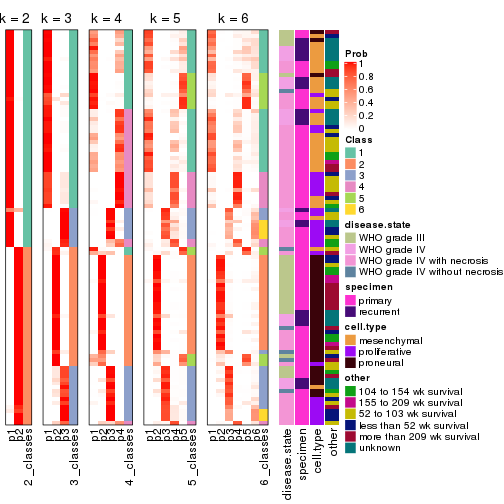 k = 2 k = 3 k = 4 k = 5 k = 6
Prob
1
0.8
0.6
0.4
0.2
0
Class
1
2
3
4
5
6
disease.state
WHO grade III
WHO grade IV
WHO grade IV with necrosis
WHO grade IV without necrosis
specimen
primary
recurrent
cell.type
mesenchymal
proliferative
proneural
other
104 to 154 wk survival
155 to 209 wk survival
52 to 103 wk survival
less than 52 wk survival
more than 209 wk survival
unknown
p1 p2 2_classes p1 p2 p3 3_classes p1 p2 p3 p4 4_classes p1 p2 p3 p4 p5 5_classes p1 p2 p3 p4 p5 p6 6_classes disease.state specimen cell.type other